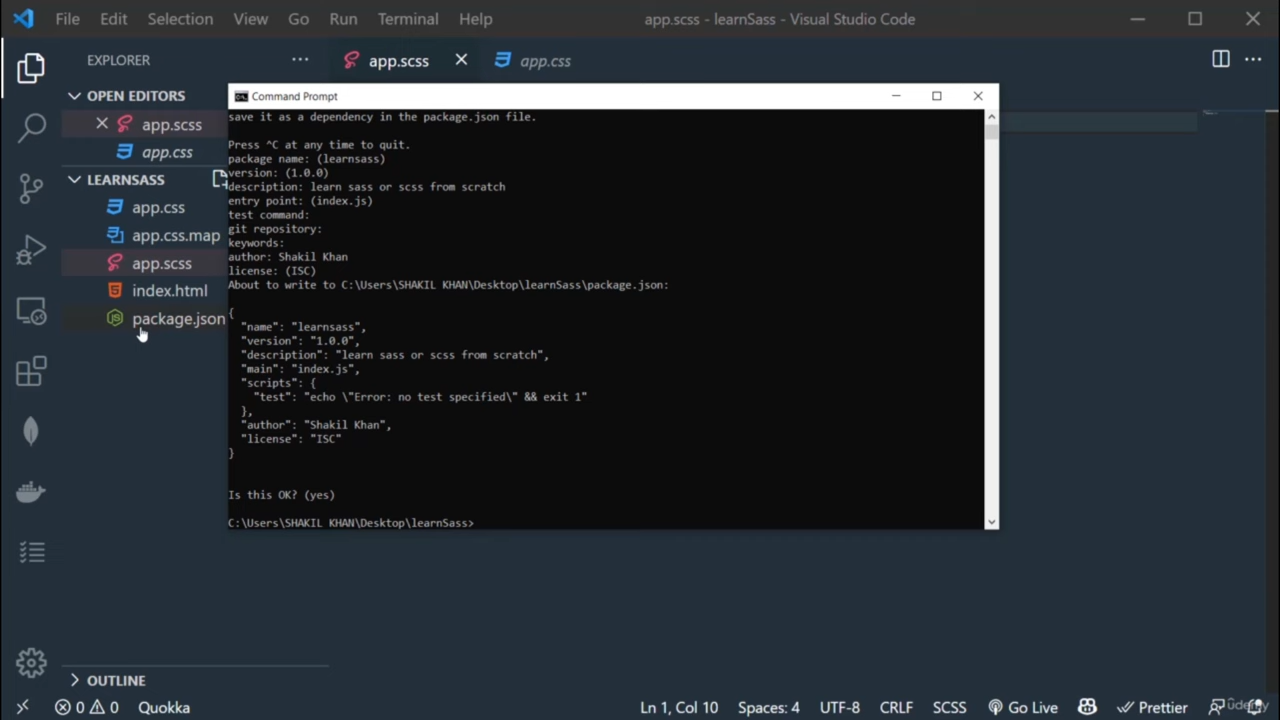 File Edit Selection View Go Run Terminal Help app.scss - learnSass - Visual Studio Code
EXPLORER
app.scss
app.css
OPEN EDITORS
app.scss
app.css
LEARNSASS
app.css
app.css.map
app.scss
index.html
package.json
OUTLINE
Command Prompt
save it as a dependency in the package.json file.
Press ^C at any time to quit.
package name: (learnsass)
version: (1.0.0)
description: learn sass or scss from scratch
entry point: (index.js)
test command:
git repository:
keywords:
author: Shakil Khan
license: (ISC)
About to write to C:\Users\SHAKIL KHAN\Desktop\learnSass\package.json:
{
"name": "learnsass",
"version": "1.0.0",
"description": "learn sass or scss from scratch",
"main": "index.js",
"scripts": {
"test": "echo \"Error: no test specified\" && exit 1"
},
"author": "Shakil Khan",
"license": "ISC"
}
Is this OK? (yes)
C:\Users\SHAKIL KHAN\Desktop\learnSass>
0 0 Quokka Ln 1, Col 10 Spaces: 4 UTF-8 CRLF SCSS Go Live Prettier
udemy